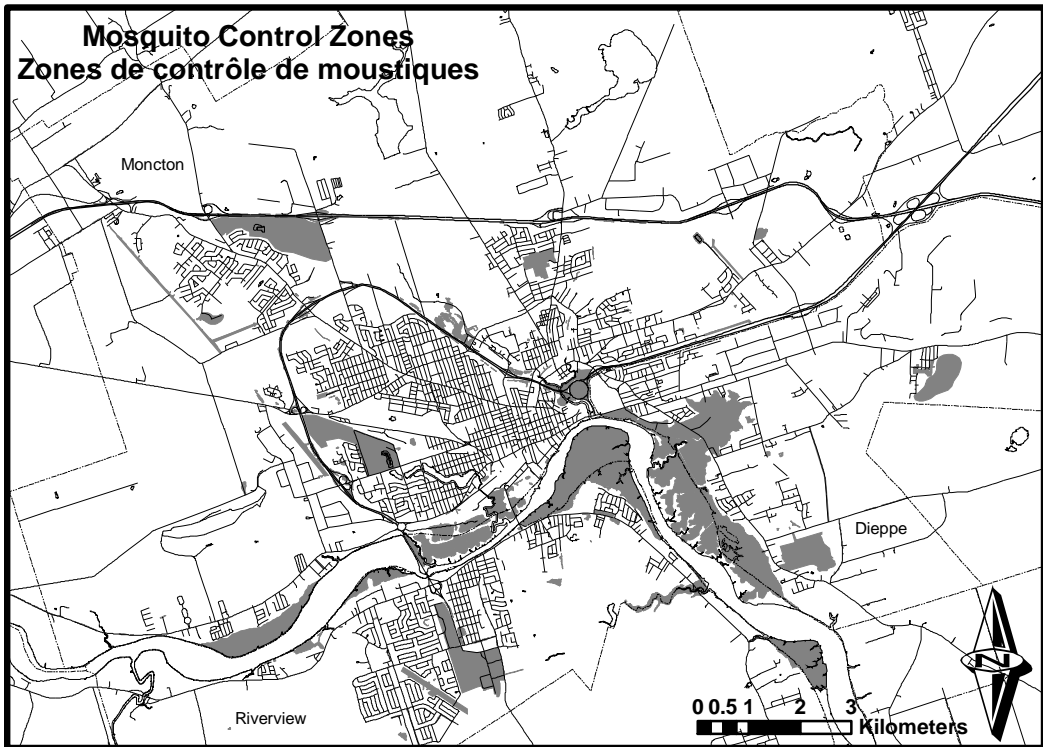 Mosquito Control Zones
Zones de contrôle de moustiques
Moncton
Dieppe
Riverview
N
0 0.5 1 2 3
Kilometers